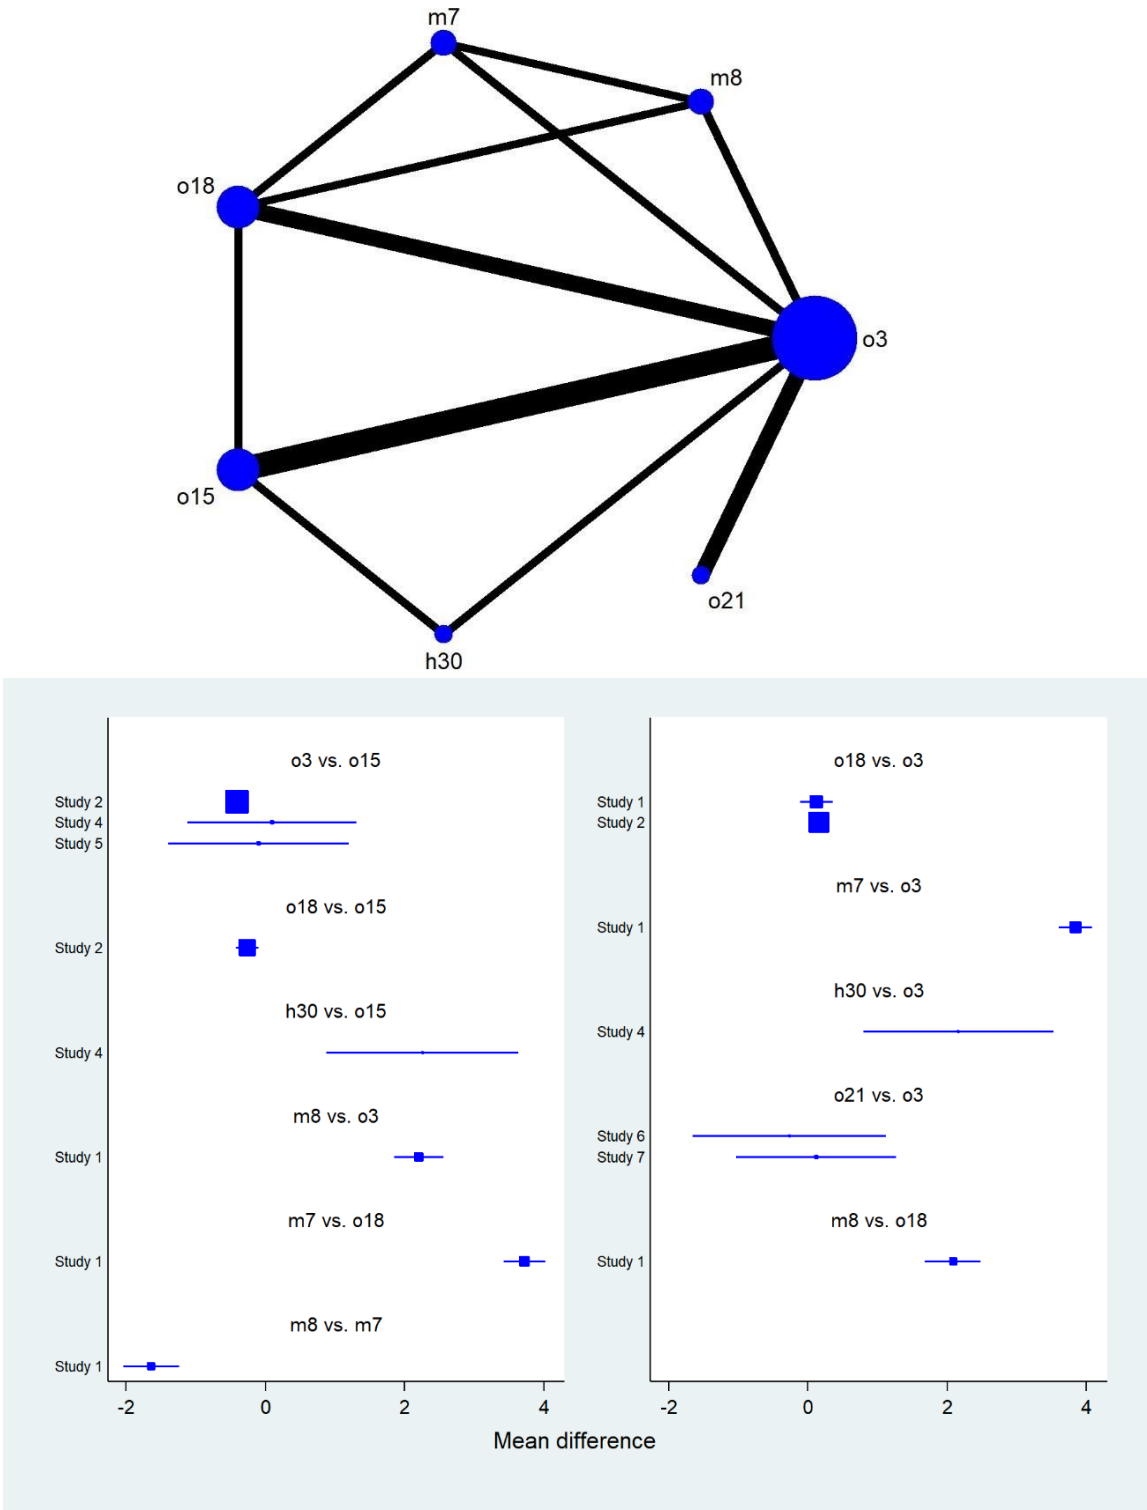 m7
m8
o18
o3
o15
o21
h30
o3 vs. o15
Study 2
Study 4
Study 5
o18 vs. o15
Study 2
h30 vs. o15
Study 4
m8 vs. o3
Study 1
m7 vs. o18
Study 1
m8 vs. m7
Study 1
-2 0 2 4
o18 vs. o3
Study 1
Study 2
m7 vs. o3
Study 1
h30 vs. o3
Study 4
o21 vs. o3
Study 6
Study 7
m8 vs. o18
Study 1
-2 0 2 4
Mean difference